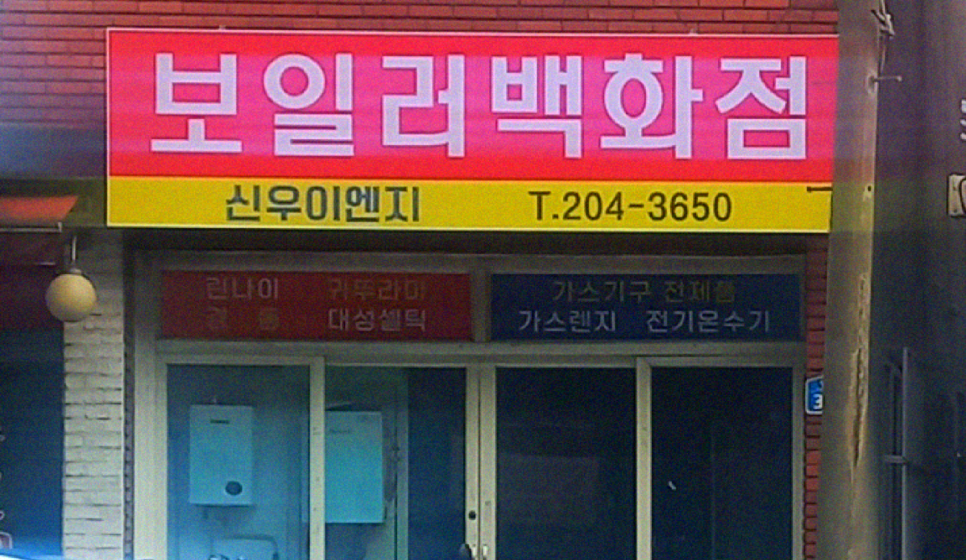 보일러백화점
신우이엔지 T.204-3650
린나이 귀뚜라미
경동 대성셀틱
가스기구 전제품
가스렌지 전기온수기